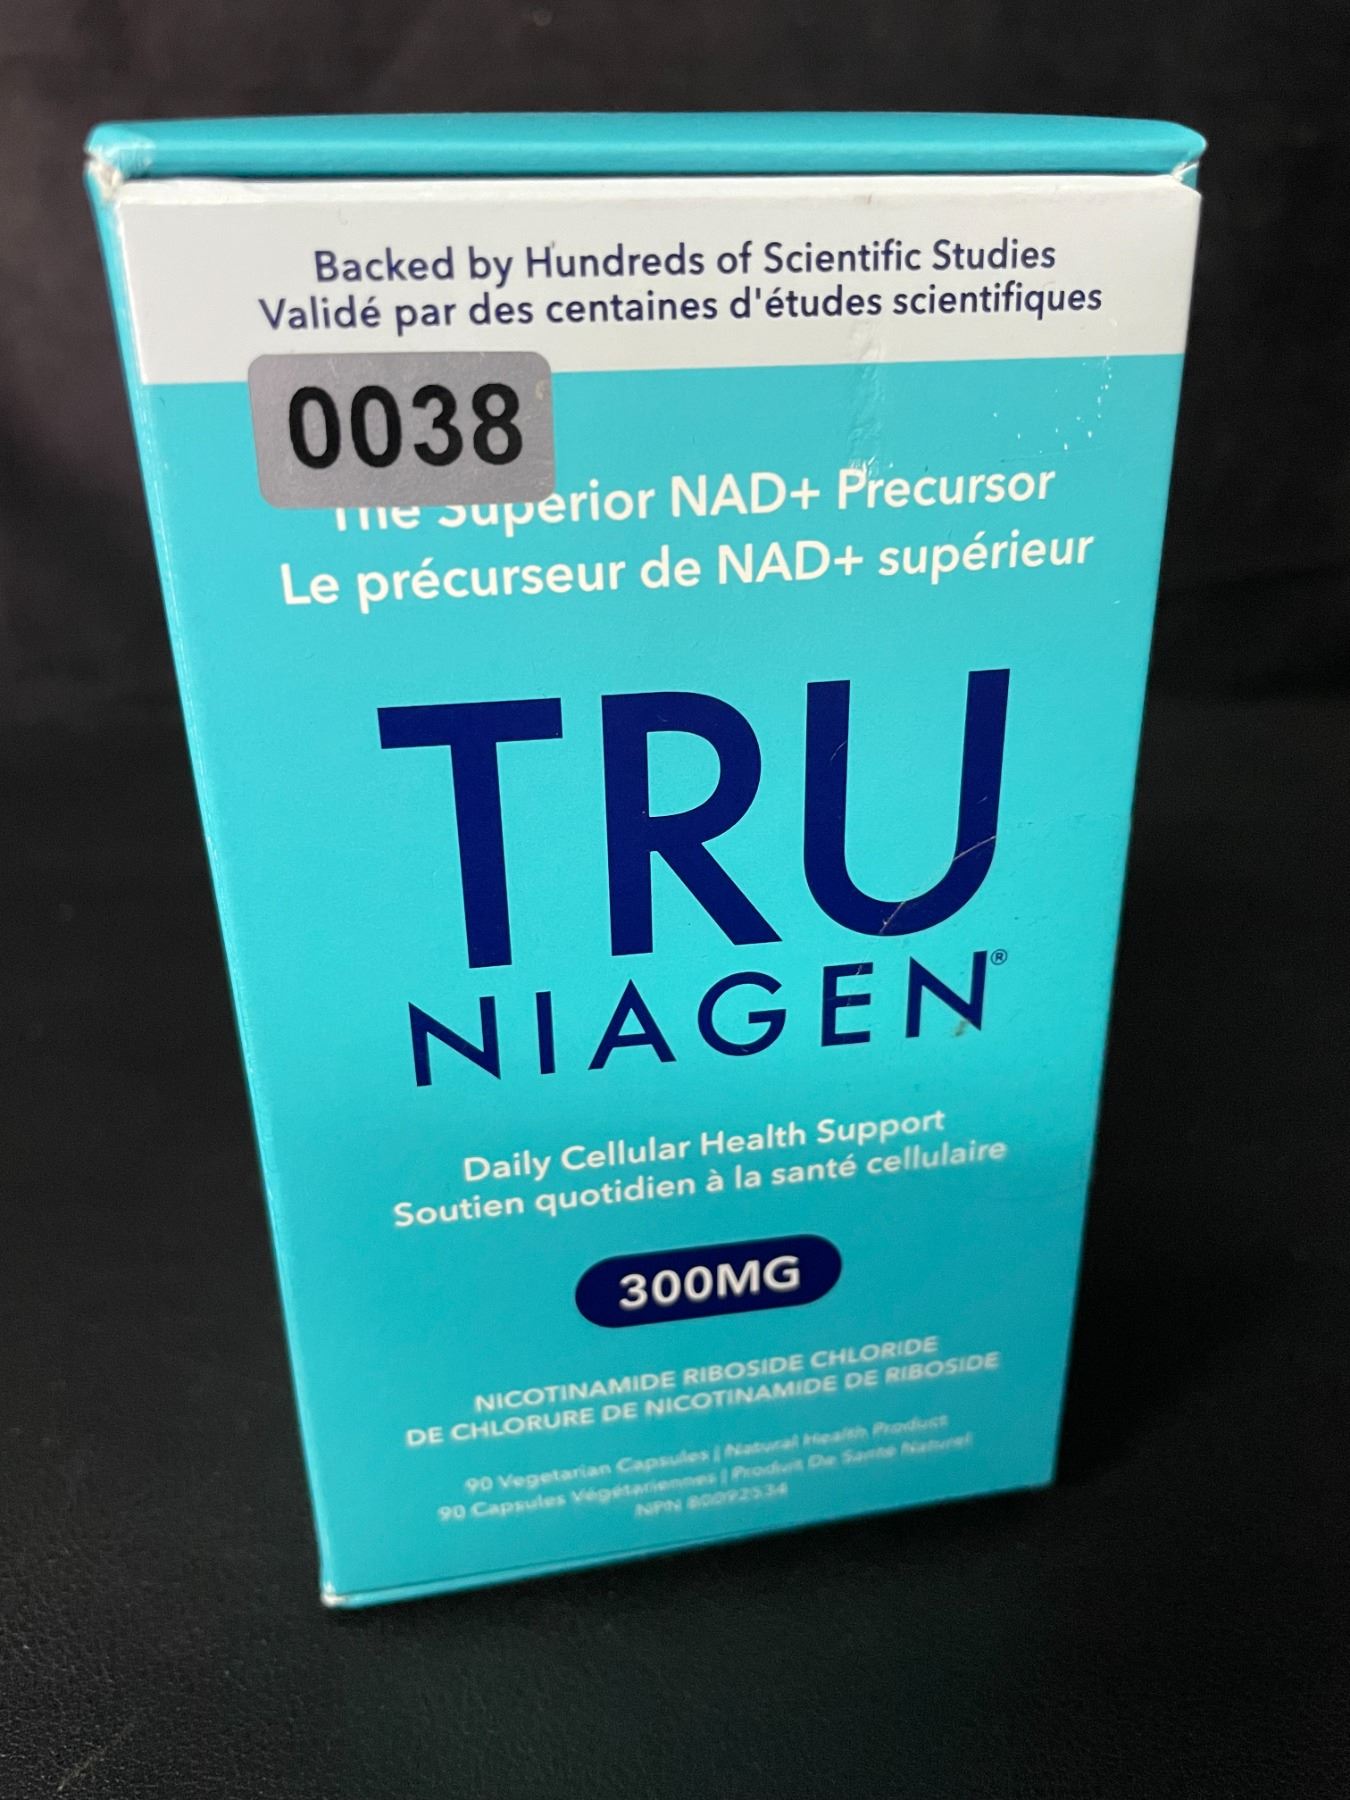 Backed by Hundreds of Scientific Studies
Validé par des centaines d'études scientifiques
0038
The Superior NAD+ Precursor
Le précurseur de NAD+ supérieur
TRU
NIAGEN®
Daily Cellular Health Support
Soutien quotidien à la santé cellulaire
300MG
NICOTINAMIDE RIBOSIDE CHLORIDE
DE CHLORURE DE NICOTINAMIDE DE RIBOSIDE
90 Vegetarian Capsules | Natural Health Product
90 Capsules Végétariennes | Produit De Santé Naturel
NPN 80092534